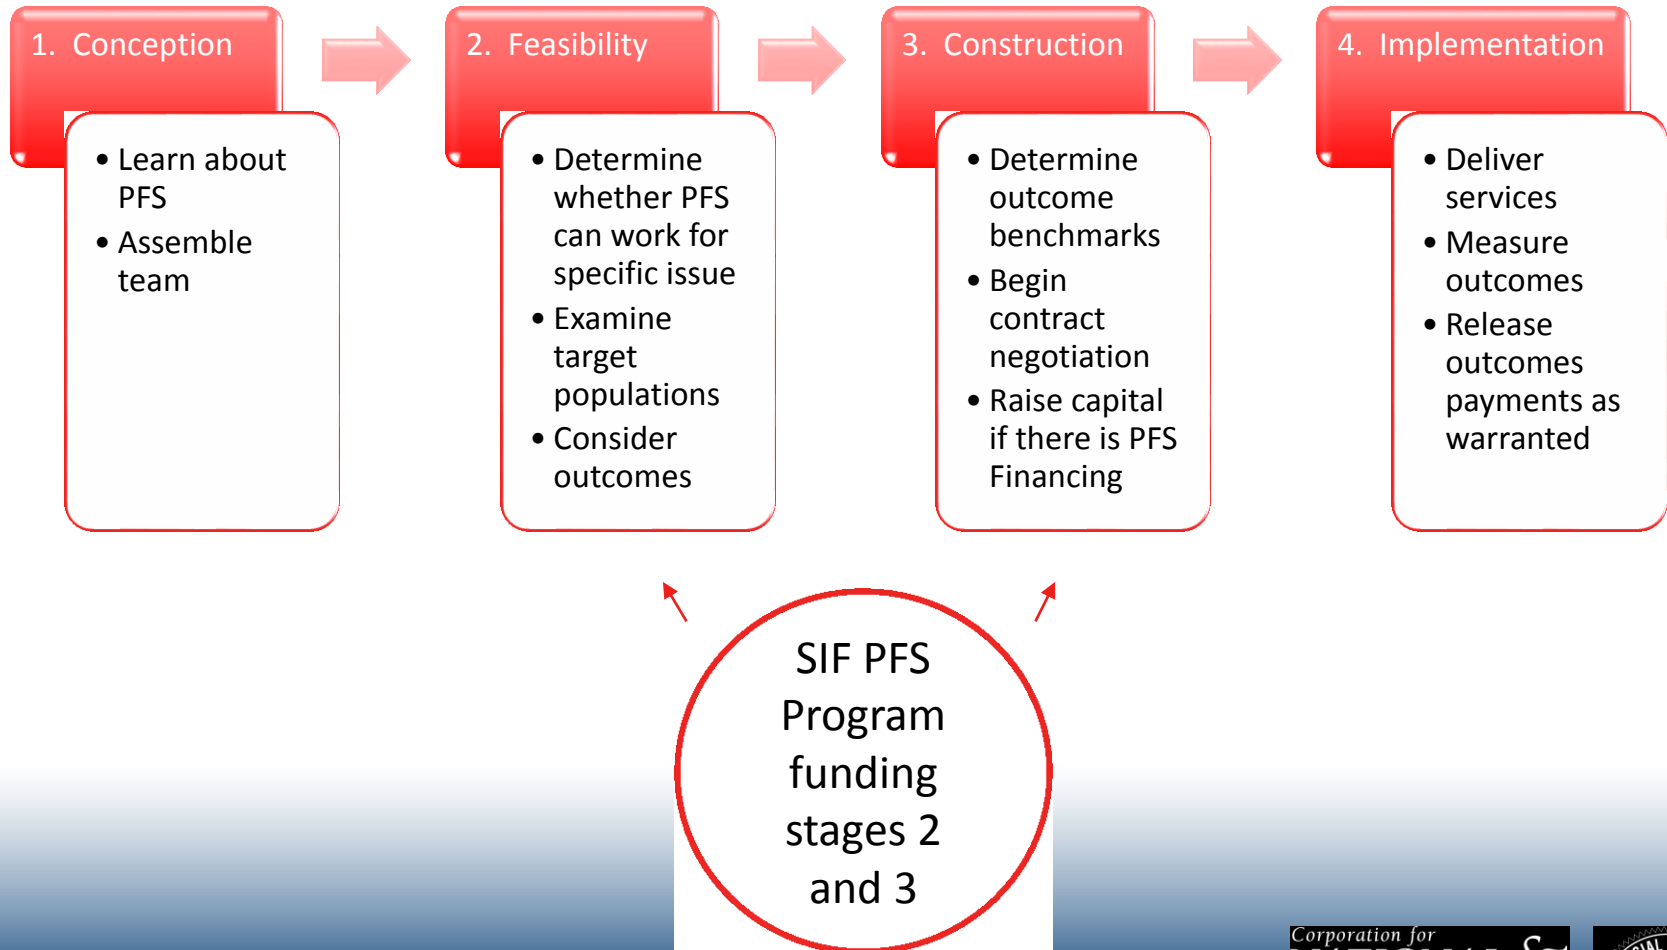 1. Conception
• Learn about
PFS
• Assemble
team
2. Feasibility
• Determine
whether PFS
can work for
specific issue
• Examine
target
populations
• Consider
outcomes
3. Construction
• Determine
outcome
benchmarks
• Begin
contract
negotiation
• Raise capital
if there is PFS
Financing
4. Implementation
• Deliver
services
• Measure
outcomes
• Release
outcomes
payments as
warranted
SIF PFS
Program
funding
stages 2
and 3
Corporation for